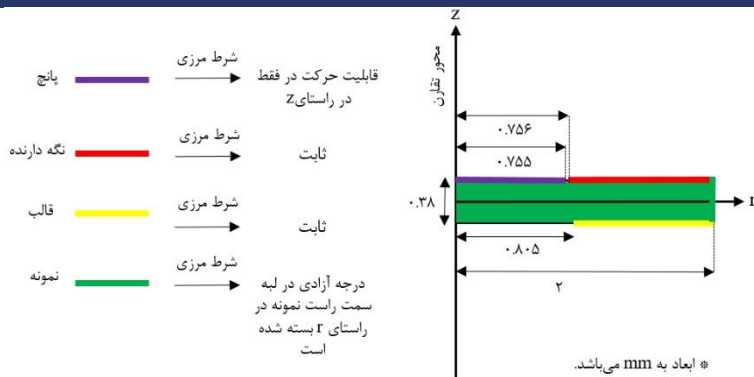 پانچ
شرط مرزی
قابلیت حرکت در فقط
در راستایz
نگه دارنده
شرط مرزی
ثابت
قالب
شرط مرزی
ثابت
نمونه
شرط مرزی
درجه آزادی در لبه
سمت راست نمونه در
راستای r بسته شده
است
z
محور تقارن
۰.۷۵۶
۰.۷۵۵
۰.۳۸
r
۰.۸۰۵
۲
* ابعاد به mm می‌باشد.